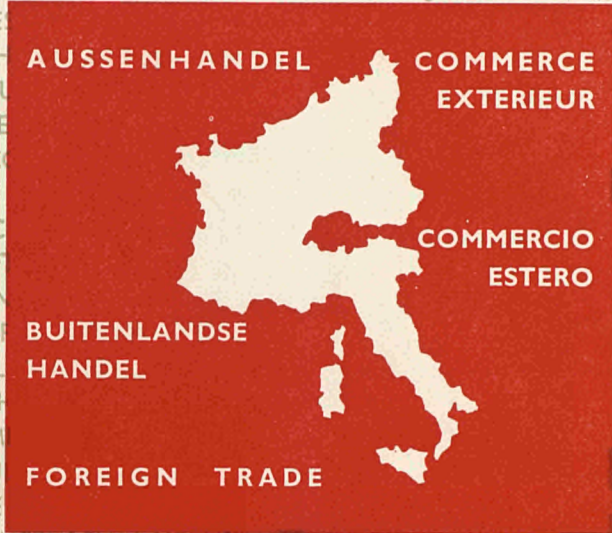 AUSSENHANDEL
COMMERCE
EXTERIEUR
COMMERCIO
ESTERO
BUITENLANDSE
HANDEL
FOREIGN TRADE